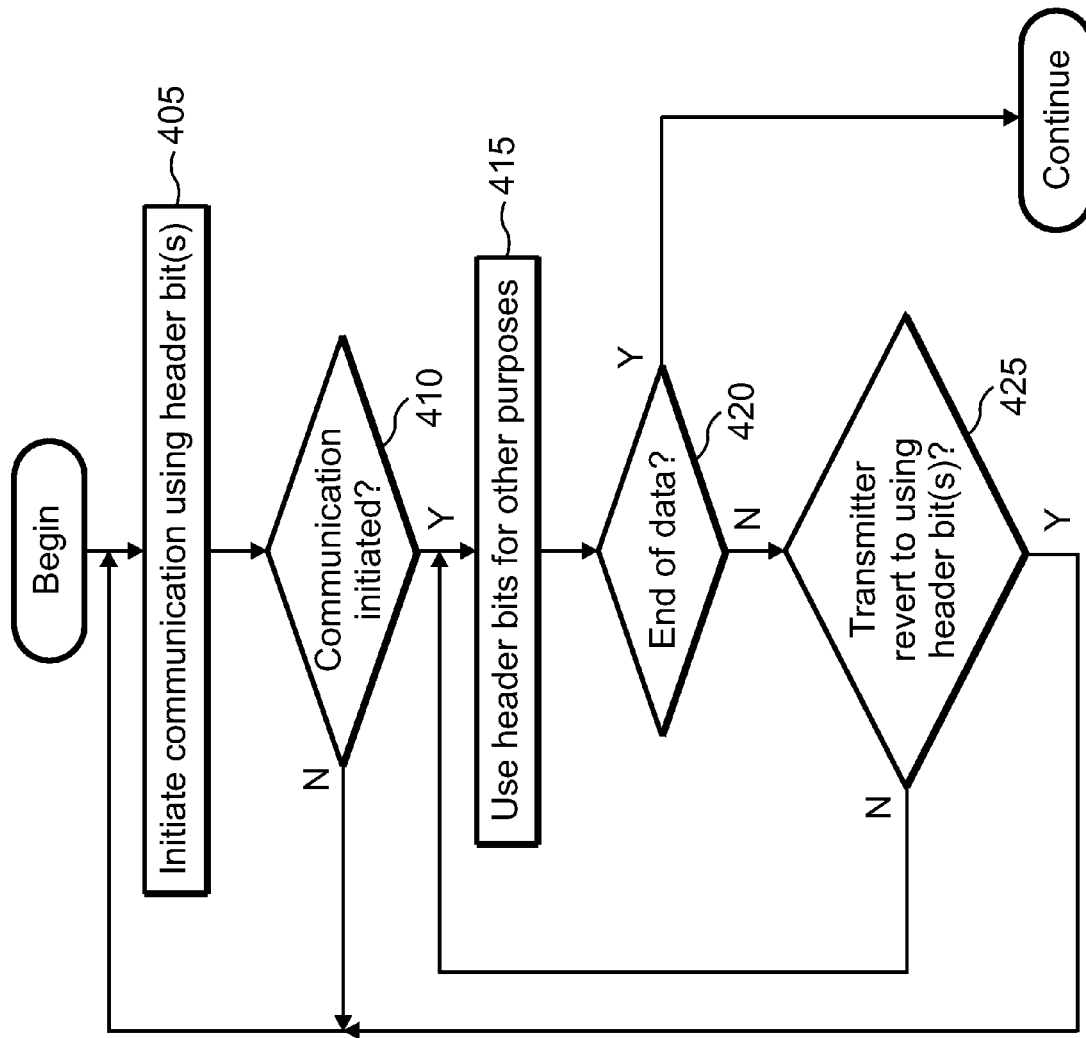 Begin
Initiate communication using header bit(s)
405
Communication
initiated?
410
N
Y
Use header bits for other purposes
415
End of data?
420
Y
N
Transmitter
revert to using
header bit(s)?
425
N
Y
Continue